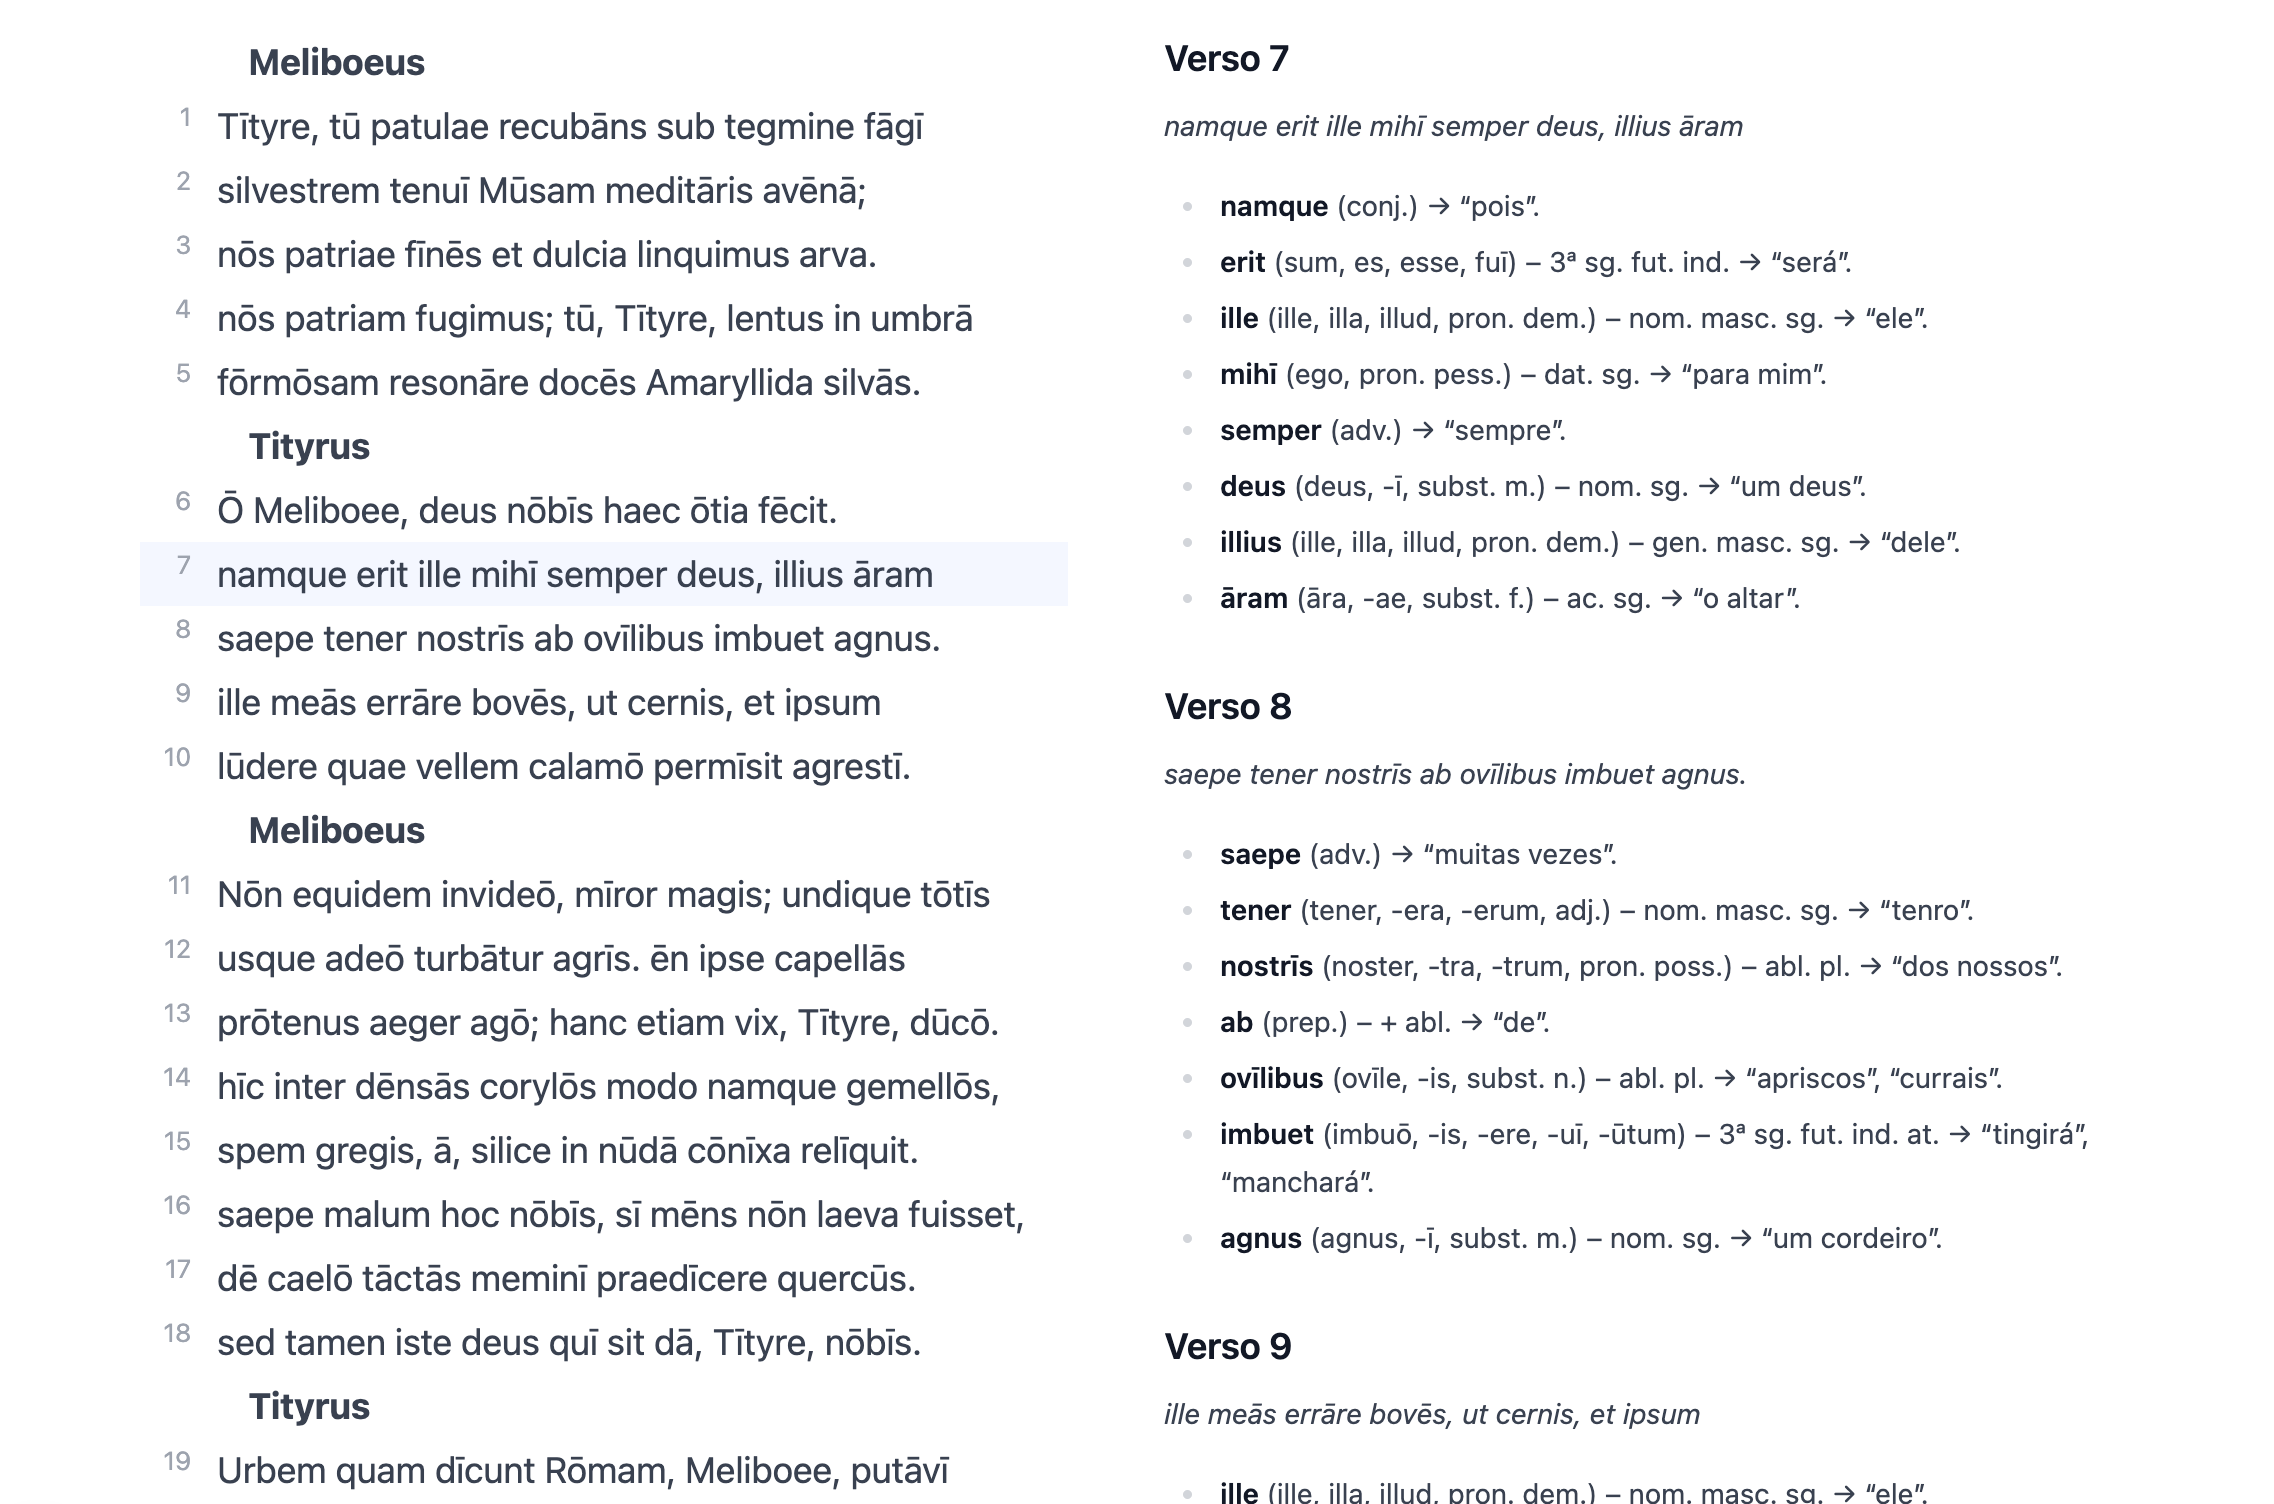 Meliboeus
1 Tītyre, tū patulae recubāns sub tegmine fāgī
2 silvestrem tenuī Mūsam meditāris avēnā;
3 nōs patriae fīnēs et dulcia linquimus arva.
4 nōs patriam fugimus; tū, Tītyre, lentus in umbrā
5 fōrmōsam resonāre docēs Amaryllida silvās.
Tityrus
6 Ō Meliboee, deus nōbīs haec ōtia fēcit.
7 namque erit ille mihī semper deus, illius āram
8 saepe tener nostrīs ab ovīlibus imbuet agnus.
9 ille meās errāre bovēs, ut cernis, et ipsum
10 lūdere quae vellem calamō permīsit agrestī.
Meliboeus
11 Nōn equidem invideō, mīror magis; undique tōtīs
12 usque adeō turbātur agrīs. ēn ipse capellās
13 prōtenus aeger agō; hanc etiam vix, Tītyre, dūcō.
14 hīc inter dēnsās corylōs modo namque gemellōs,
15 spem gregis, ā, silice in nūdā cōnīxa relīquit.
16 saepe malum hoc nōbīs, sī mēns nōn laeva fuisset,
17 dē caelō tāctās meminī praedīcere quercūs.
18 sed tamen iste deus quī sit dā, Tītyre, nōbīs.
Tityrus
19 Urbem quam dīcunt Rōmam, Meliboee, putāvī
Verso 7
namque erit ille mihī semper deus, illius āram
• namque (conj.) → “pois”.
• erit (sum, es, esse, fuī) – 3ª sg. fut. ind. → “será”.
• ille (ille, illa, illud, pron. dem.) – nom. masc. sg. → “ele”.
• mihī (ego, pron. pess.) – dat. sg. → “para mim”.
• semper (adv.) → “sempre”.
• deus (deus, -ī, subst. m.) – nom. sg. → “um deus”.
• illius (ille, illa, illud, pron. dem.) – gen. masc. sg. → “dele”.
• āram (āra, -ae, subst. f.) – ac. sg. → “o altar”.
Verso 8
saepe tener nostrīs ab ovīlibus imbuet agnus.
• saepe (adv.) → “muitas vezes”.
• tener (tener, -era, -erum, adj.) – nom. masc. sg. → “tenro”.
• nostrīs (noster, -tra, -trum, pron. poss.) – abl. pl. → “dos nossos”.
• ab (prep.) – + abl. → “de”.
• ovīlibus (ovīle, -is, subst. n.) – abl. pl. → “apriscos”, “currais”.
• imbuet (imbuō, -is, -ere, -uī, -ūtum) – 3ª sg. fut. ind. at. → “tingirá”,
“manchará”.
• agnus (agnus, -ī, subst. m.) – nom. sg. → “um cordeiro”.
Verso 9
ille meās errāre bovēs, ut cernis, et ipsum
• ille (ille, illa, illud, pron. dem.) – nom. masc. sg. → “ele”.